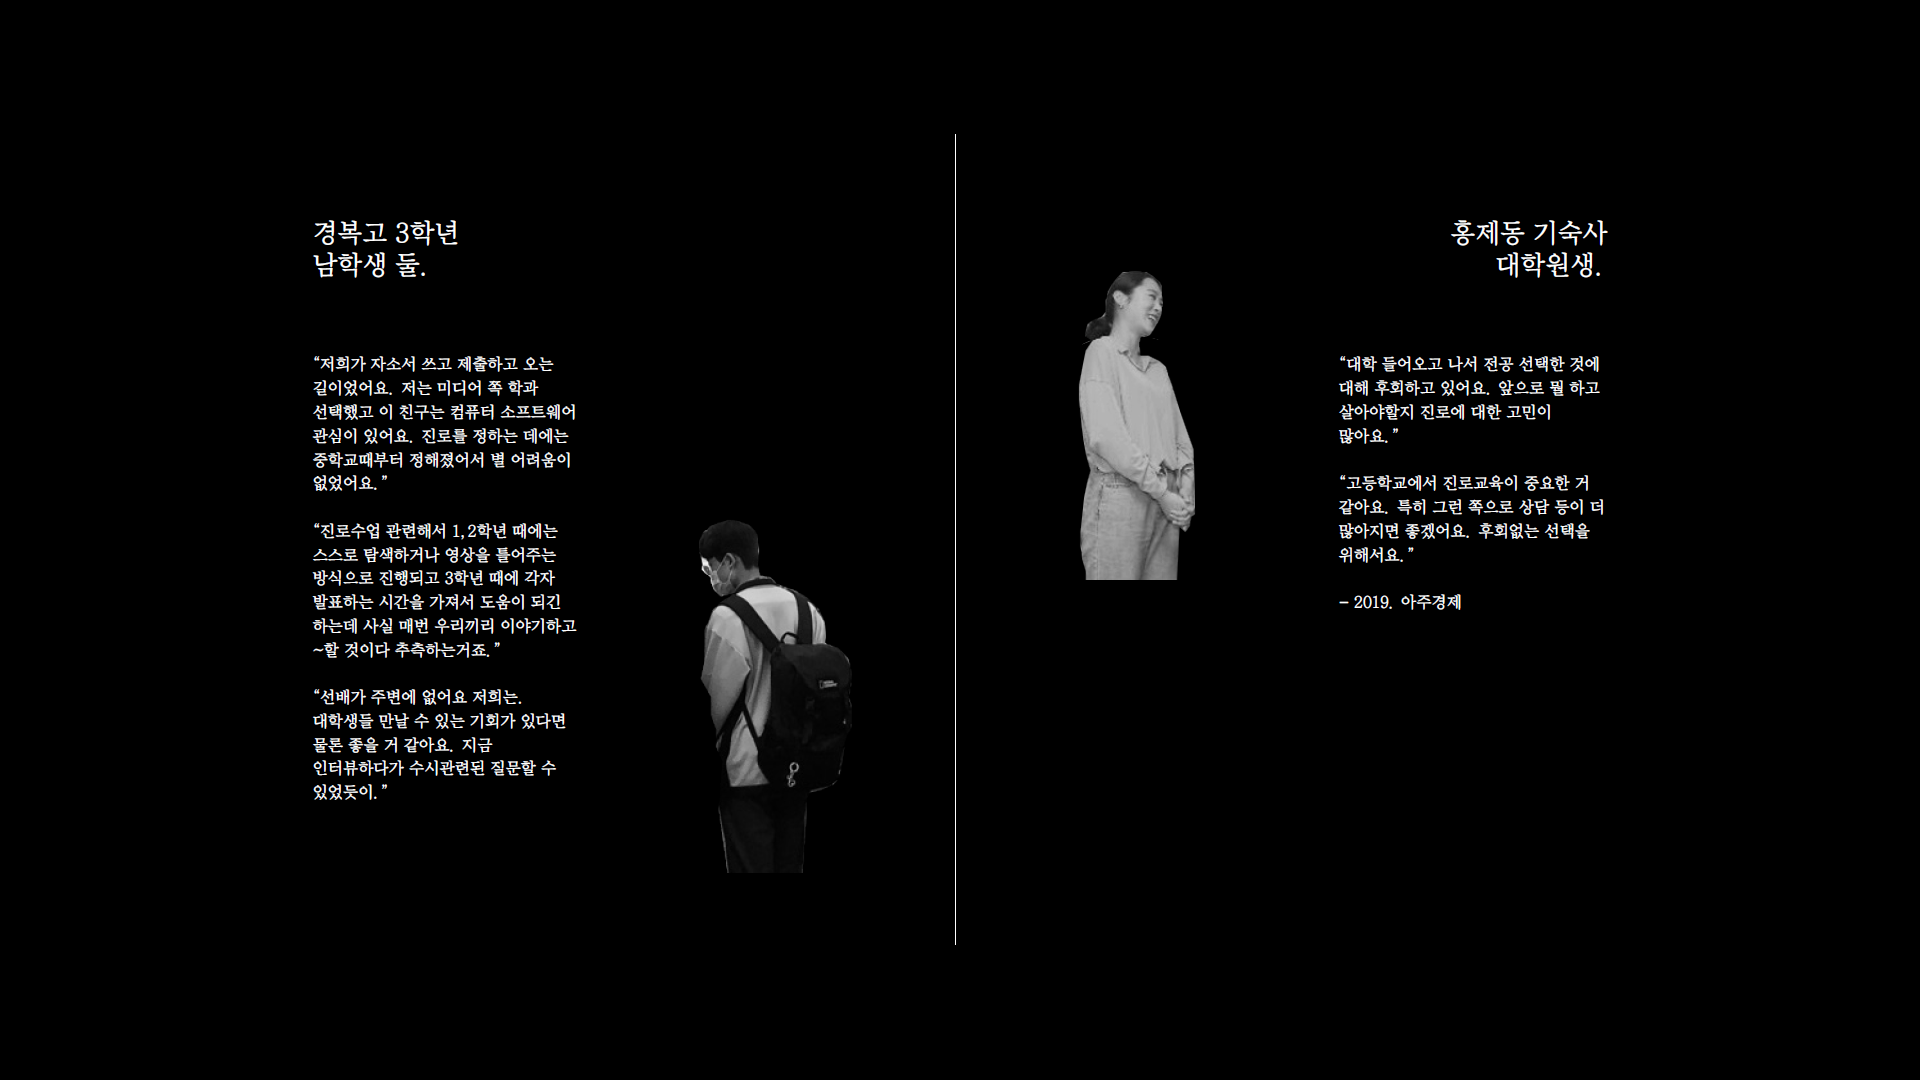 경복고 3학년
남학생 둘.
“저희가 자소서 쓰고 제출하고 오는
길이었어요. 저는 미디어 쪽 학과
선택했고 이 친구는 컴퓨터 소프트웨어
관심이 있어요. 진로를 정하는 데에는
중학교때부터 정해졌어서 별 어려움이
없었어요.”
“진로수업 관련해서 1,2학년 때에는
스스로 탐색하거나 영상을 틀어주는
방식으로 진행되고 3학년 때에 각자
발표하는 시간을 가져서 도움이 되긴
하는데 사실 매번 우리끼리 이야기하고
~할 것이다 추측하는거죠.”
“선배가 주변에 없어요 저희는.
대학생들 만날 수 있는 기회가 있다면
물론 좋을 거 같아요. 지금
인터뷰하다가 수시관련된 질문할 수
있었듯이.”
홍제동 기숙사
대학원생.
“대학 들어오고 나서 전공 선택한 것에
대해 후회하고 있어요. 앞으로 뭘 하고
살아야할지 진로에 대한 고민이
많아요.”
“고등학교에서 진로교육이 중요한 거
같아요. 특히 그런 쪽으로 상담 등이 더
많아지면 좋겠어요. 후회없는 선택을
위해서요.”
– 2019. 아주경제